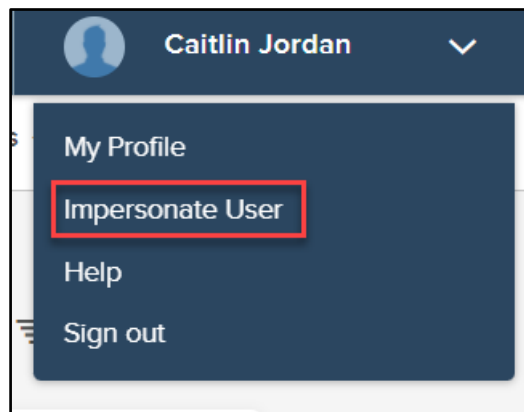 Caitlin Jordan
s
My Profile
Impersonate User
Help
Sign out